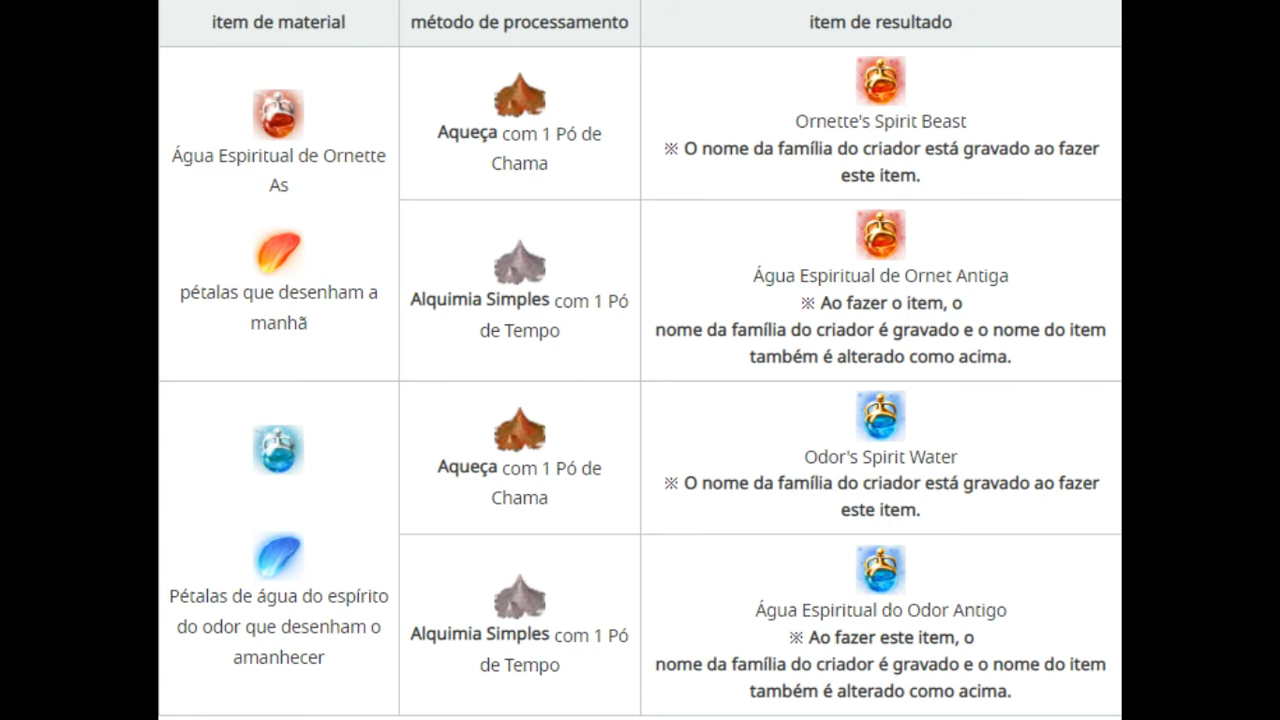 item de material
método de processamento
item de resultado
Água Espiritual de Ornette
As
pétalas que desenham a
manhã
Aqueça com 1 Pó de
Chama
Ornette's Spirit Beast
※ O nome da família do criador está gravado ao fazer
este item.
Alquimia Simples com 1 Pó
de Tempo
Água Espiritual de Ornet Antiga
※ Ao fazer o item, o
nome da família do criador é gravado e o nome do item
também é alterado como acima.
Pétalas de água do espírito
do odor que desenham o
amanhecer
Aqueça com 1 Pó de
Chama
Odor's Spirit Water
※ O nome da família do criador está gravado ao fazer
este item.
Alquimia Simples com 1 Pó
de Tempo
Água Espiritual do Odor Antigo
※ Ao fazer este item, o
nome da família do criador é gravado e o nome do item
também é alterado como acima.